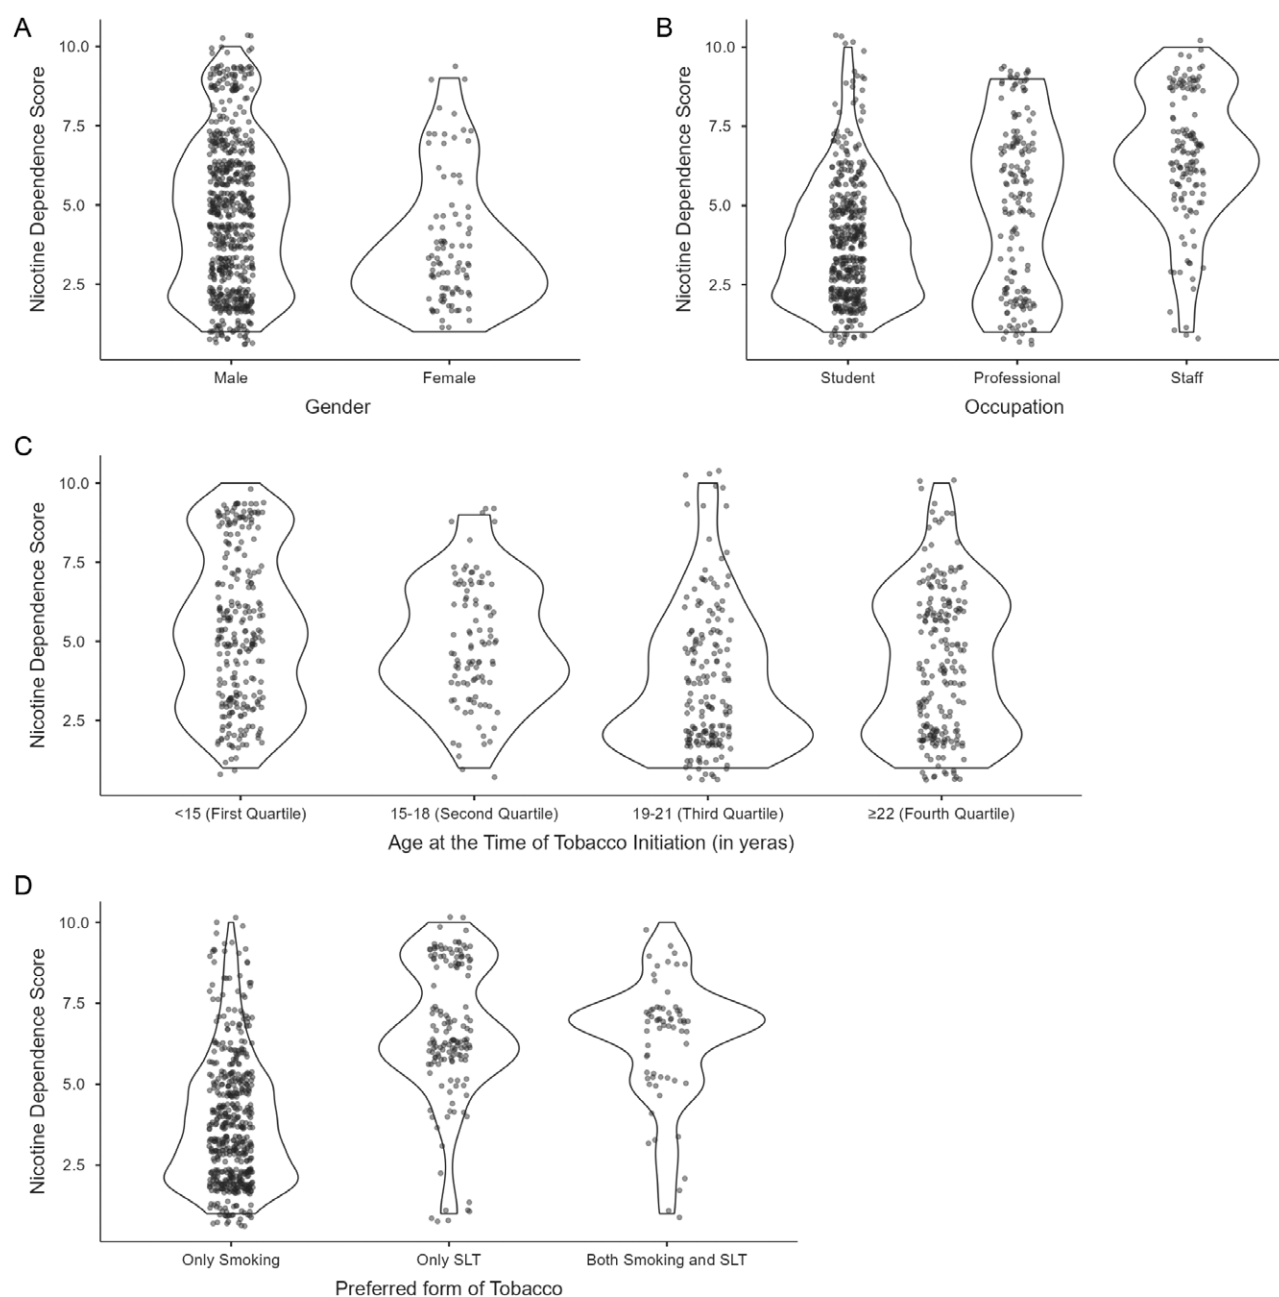 A
Nicotine Dependence Score
10.0
7.5
5.0
2.5
Male
Female
Gender
B
Nicotine Dependence Score
10.0
7.5
5.0
2.5
Student
Professional
Staff
Occupation
C
Nicotine Dependence Score
10.0
7.5
5.0
2.5
<15 (First Quartile)
15-18 (Second Quartile)
19-21 (Third Quartile)
≥22 (Fourth Quartile)
Age at the Time of Tobacco Initiation (in yeras)
D
Nicotine Dependence Score
10.0
7.5
5.0
2.5
Only Smoking
Only SLT
Both Smoking and SLT
Preferred form of Tobacco